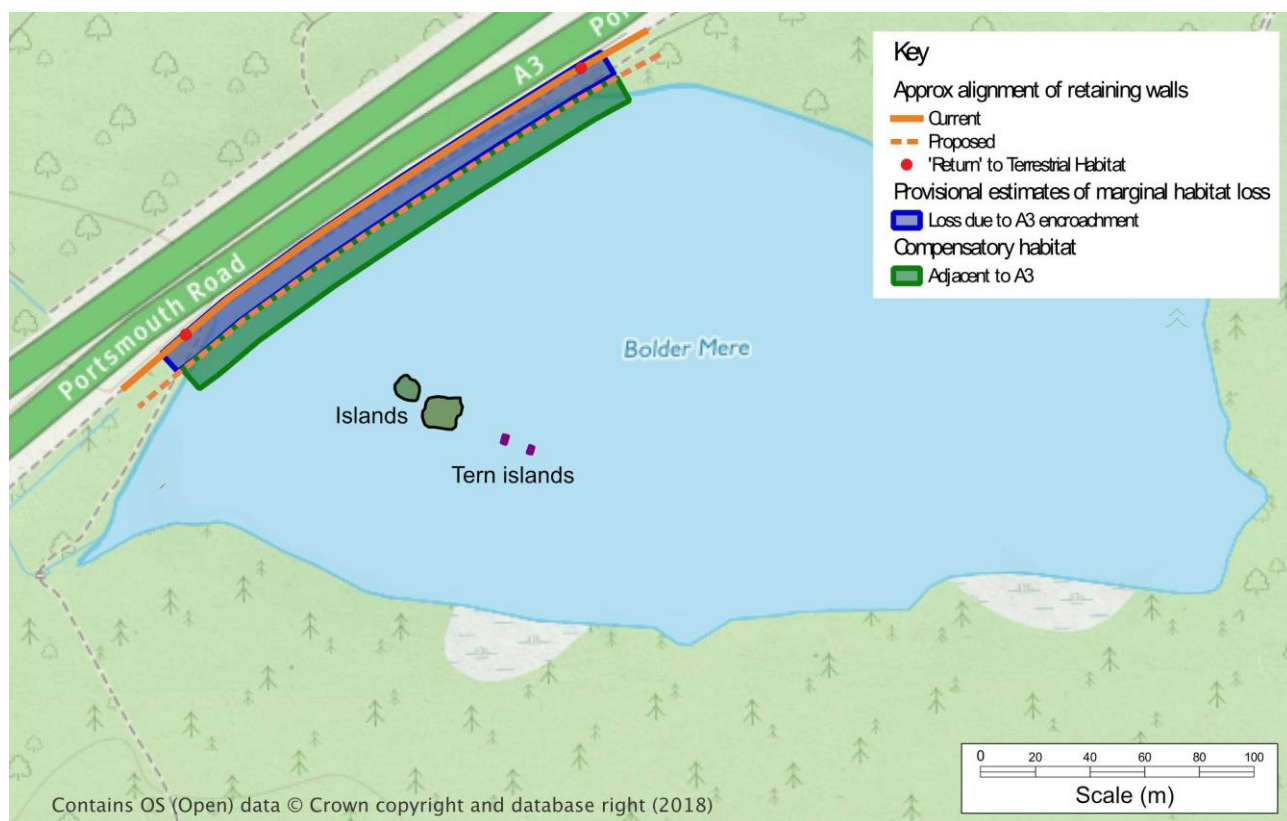 Por
A3
Portsmouth Road
Key
Approx alignment of retaining walls
Current
Proposed
'Return' to Terrestrial Habitat
Provisional estimates of marginal habitat loss
Loss due to A3 encroachment
Compensatory habitat
Adjacent to A3
Bolder Mere
Islands
Tern islands
0 20 40 60 80 100
Scale (m)
Contains OS (Open) data © Crown copyright and database right (2018)